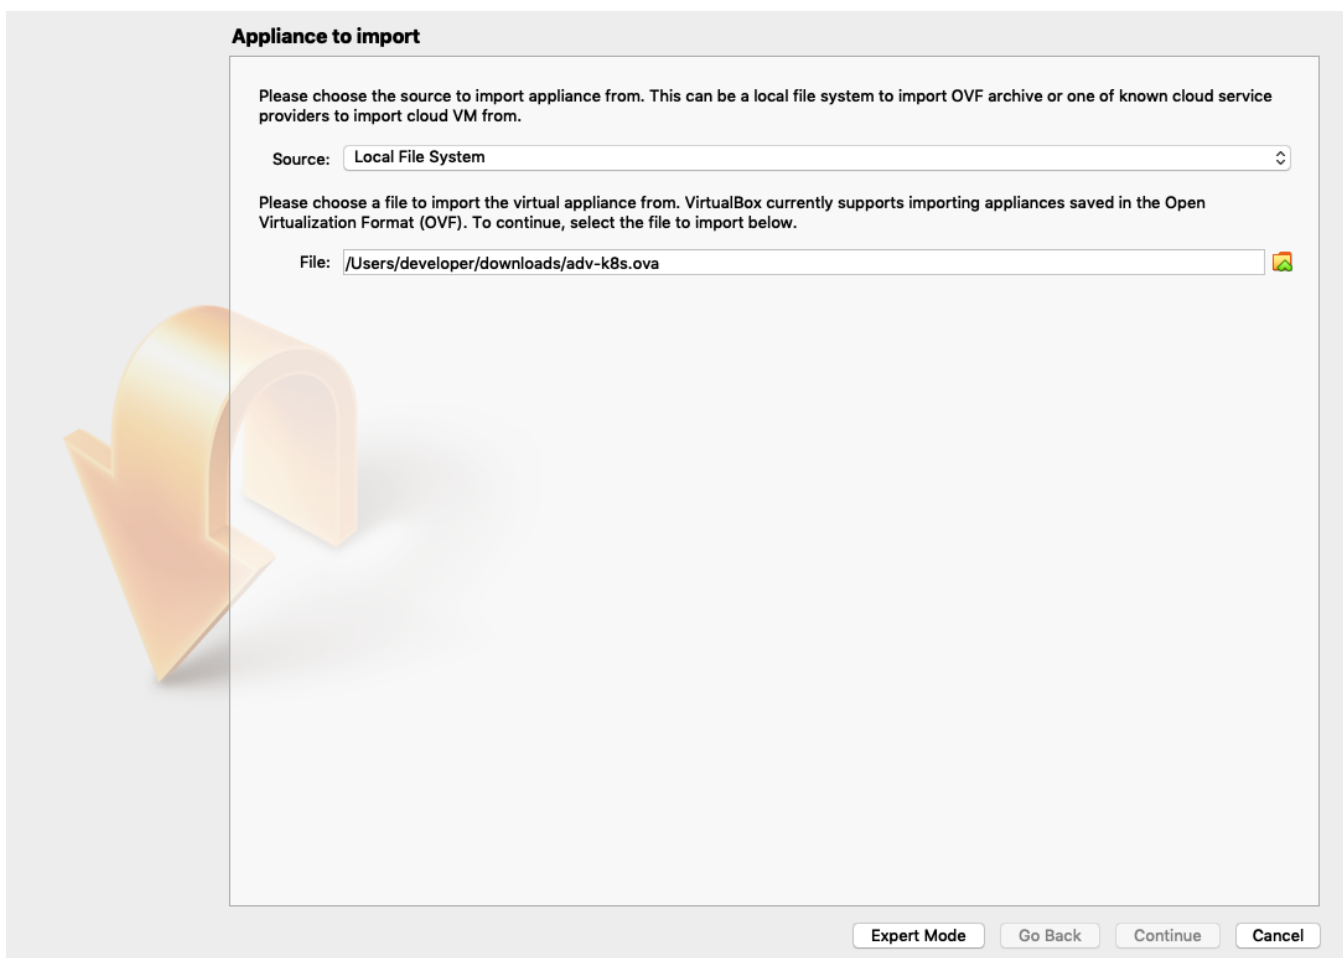 Appliance to import
Please choose the source to import appliance from. This can be a local file system to import OVF archive or one of known cloud service
providers to import cloud VM from.
Source: Local File System
Please choose a file to import the virtual appliance from. VirtualBox currently supports importing appliances saved in the Open
Virtualization Format (OVF). To continue, select the file to import below.
File: /Users/developer/downloads/adv-k8s.ova
Expert Mode Go Back Continue Cancel